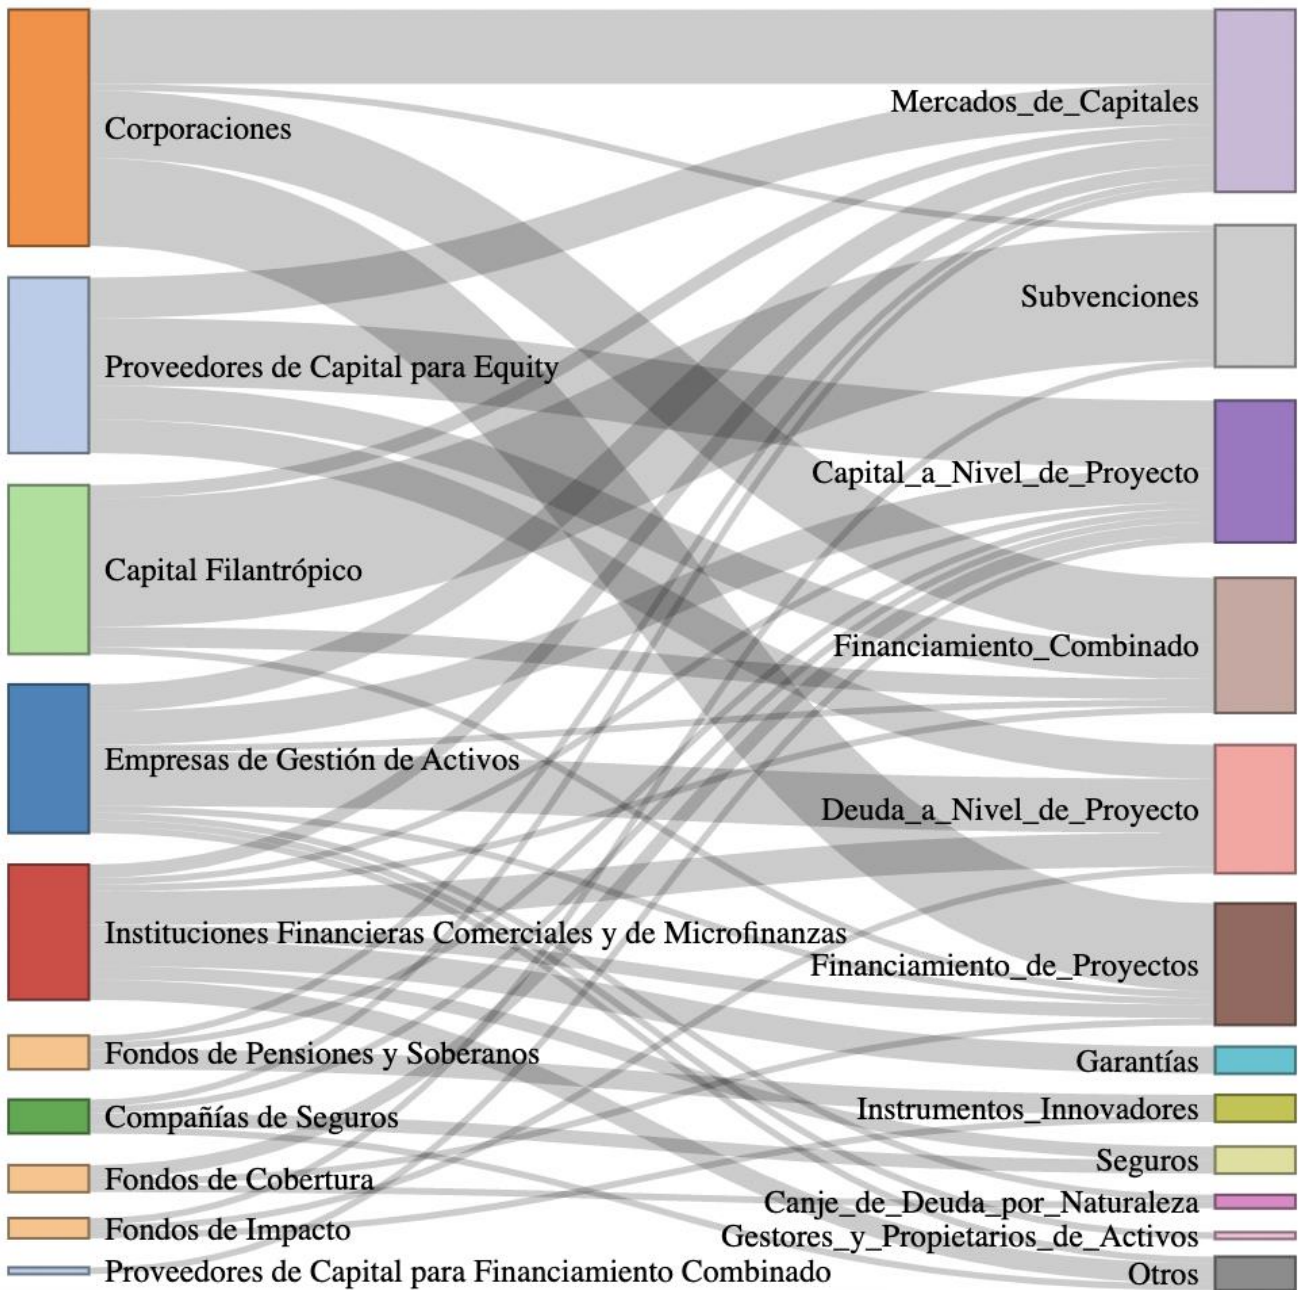 Corporaciones
Proveedores de Capital para Equity
Capital Filantrópico
Empresas de Gestión de Activos
Instituciones Financieras Comerciales y de Microfinanzas
Fondos de Pensiones y Soberanos
Compañías de Seguros
Fondos de Cobertura
Fondos de Impacto
Proveedores de Capital para Financiamiento Combinado
Mercados_de_Capitales
Subvenciones
Capital_a_Nivel_de_Proyecto
Financiamiento_Combinado
Deuda_a_Nivel_de_Proyecto
Financiamiento_de_Proyectos
Garantías
Instrumentos_Innovadores
Seguros
Canje_de_Deuda_por_Naturaleza
Gestores_y_Propietarios_de_Activos
Otros